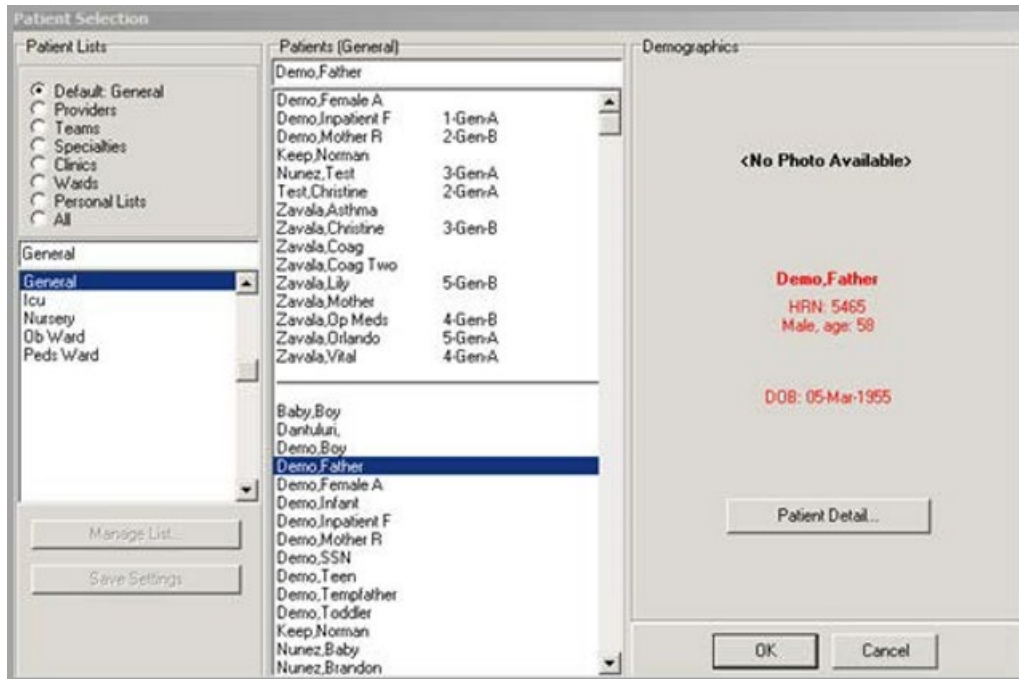 Patient Selection
Patient Lists
Default: General
Providers
Teams
Specialties
Clinics
Wards
Personal Lists
All
General
General
Icu
Nursery
Ob Ward
Peds Ward
Manage List...
Save Settings
Patients (General)
Demo,Father
Demo,Female A
Demo,Inpatient F 1-Gen-A
Demo,Mother R 2-Gen-B
Keep,Norman
Nunez,Test 3-Gen-A
Test,Christine 2-Gen-A
Zavala,Asthma
Zavala,Christine 3-Gen-B
Zavala,Coag
Zavala,Coag Two
Zavala,Lily 5-Gen-B
Zavala,Mother
Zavala,Op Meds 4-Gen-B
Zavala,Orlando 5-Gen-A
Zavala,Vital 4-Gen-A
Baby,Boy
Dantuluri,
Demo,Boy
Demo,Father
Demo,Female A
Demo,Infant
Demo,Inpatient F
Demo,Mother R
Demo,SSN
Demo,Teen
Demo,Tempfather
Demo,Toddler
Keep,Norman
Nunez,Baby
Nunez,Brandon
Demographics
<No Photo Available>
Demo,Father
HRN: 5465
Male, age: 58
DOB: 05-Mar-1955
Patient Detail...
OK
Cancel